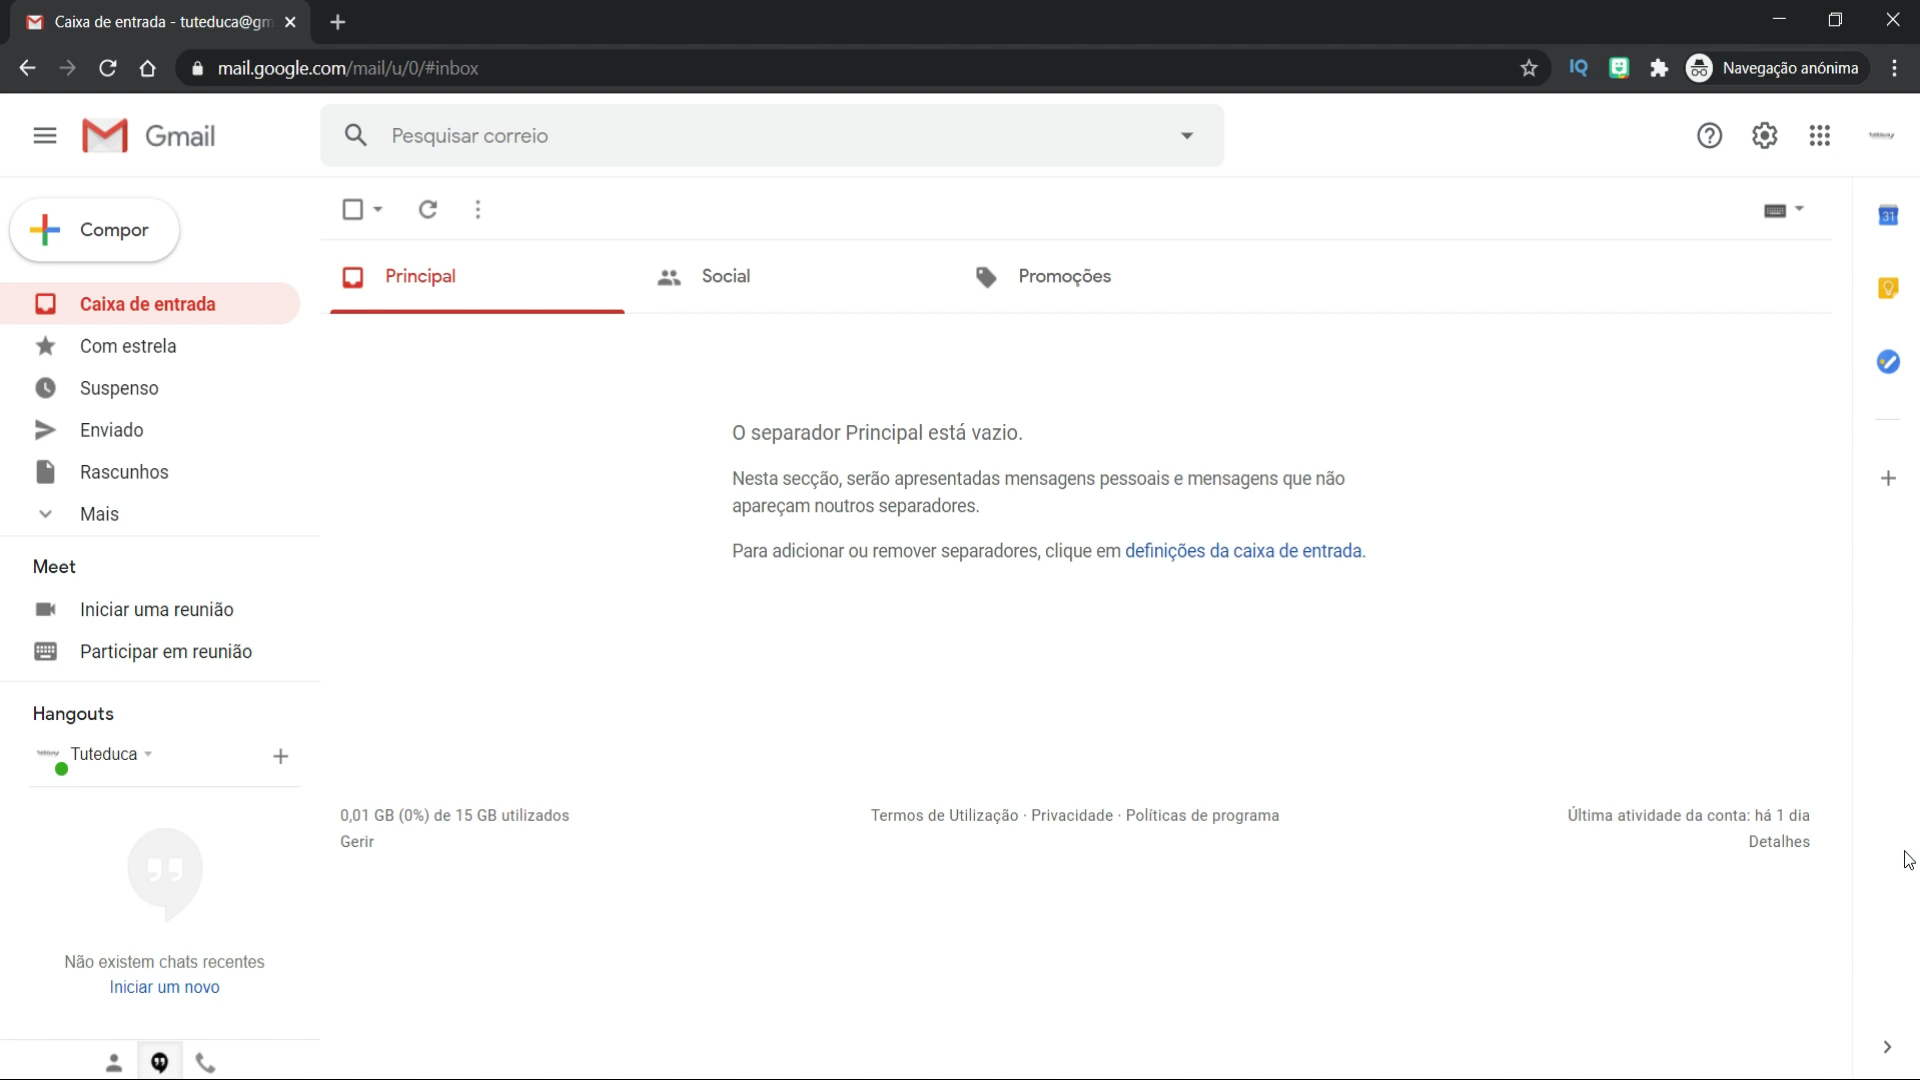 Caixa de entrada - tuteduca@gm
mail.google.com/mail/u/0/#inbox
IQ
Navegação anónima
Gmail
Pesquisar correio
Compor
31
Principal
Social
Promoções
Caixa de entrada
Com estrela
Suspenso
Enviado
Rascunhos
Mais
O separador Principal está vazio.
Nesta secção, serão apresentadas mensagens pessoais e mensagens que não
apareçam noutros separadores.
Para adicionar ou remover separadores, clique em definições da caixa de entrada.
Meet
Iniciar uma reunião
Participar em reunião
Hangouts
Tuteduca
0,01 GB (0%) de 15 GB utilizados
Gerir
Termos de Utilização · Privacidade · Políticas de programa
Última atividade da conta: há 1 dia
Detalhes
Não existem chats recentes
Iniciar um novo